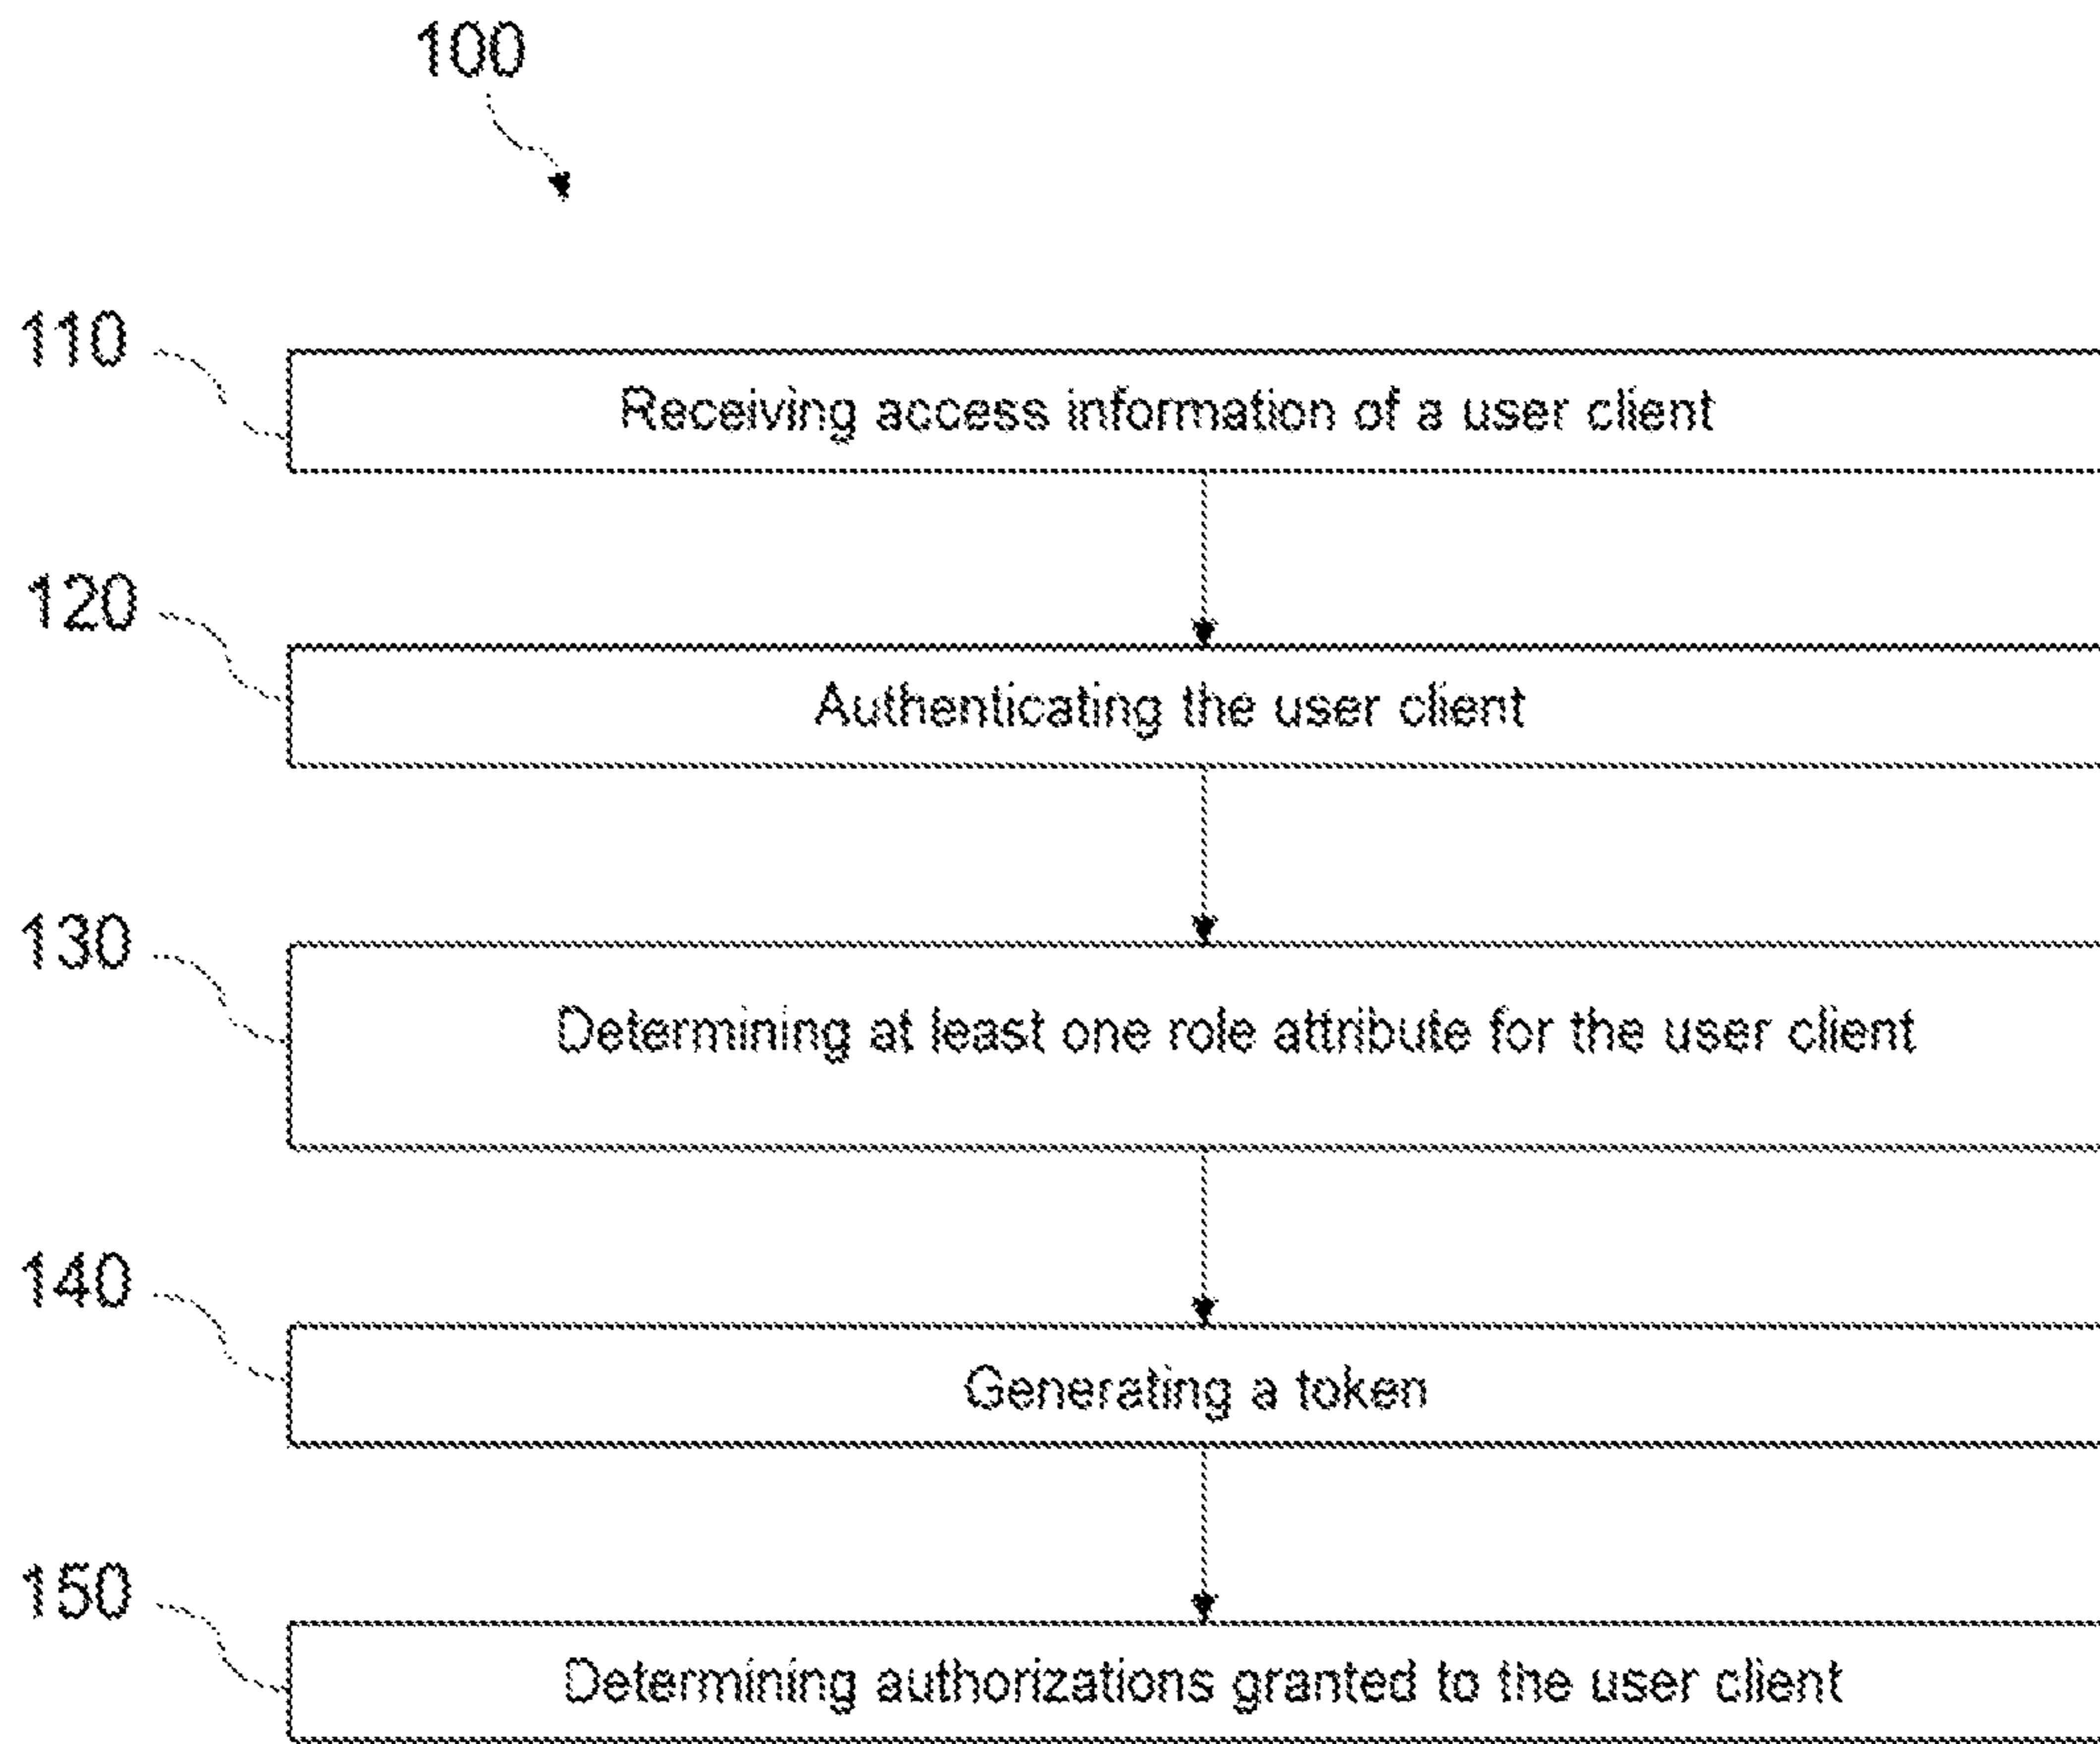 100
110
Receiving access information of a user client
120
Authenticating the user client
130
Determining at least one role attribute for the user client
140
Generating a token
150
Determining authorizations granted to the user client